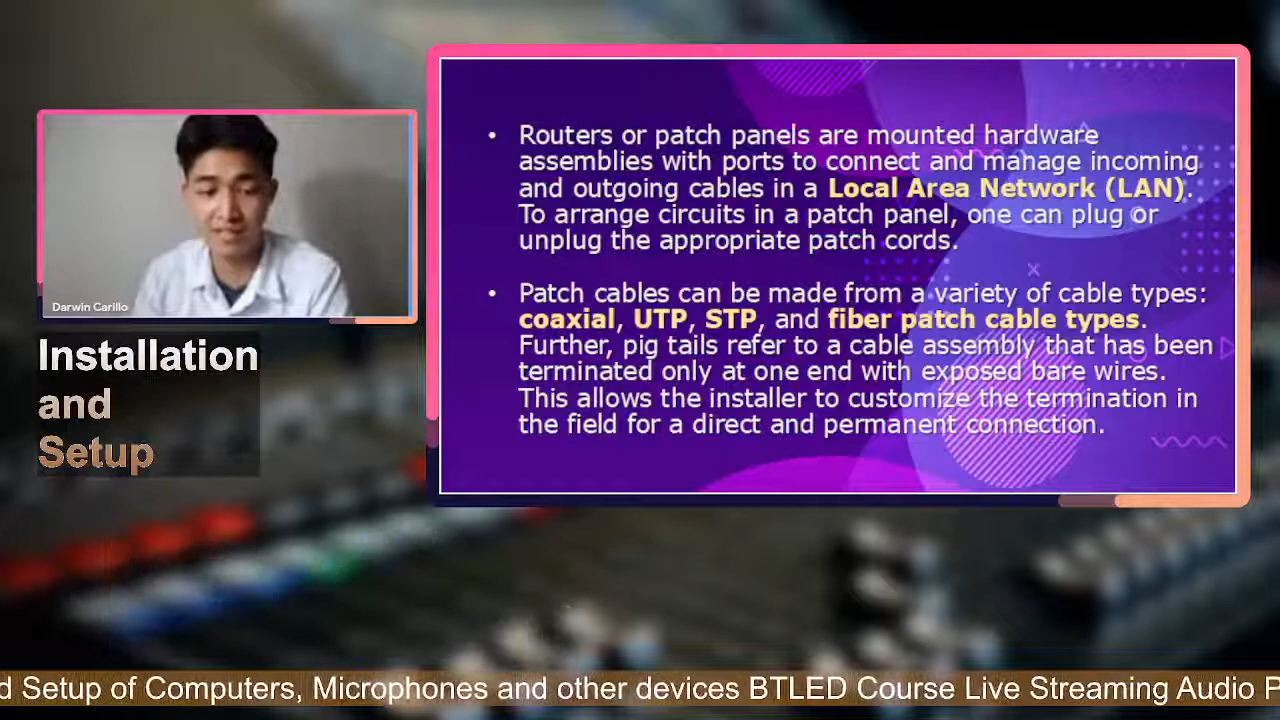 Routers or patch panels are mounted hardware
assemblies with ports to connect and manage incoming
and outgoing cables in a Local Area Network (LAN).
To arrange circuits in a patch panel, one can plug or
unplug the appropriate patch cords.
Patch cables can be made from a variety of cable types:
coaxial, UTP, STP, and fiber patch cable types.
Further, pig tails refer to a cable assembly that has been
terminated only at one end with exposed bare wires.
This allows the installer to customize the termination in
the field for a direct and permanent connection.
Darwin Carillo
Installation
and
Setup
d Setup of Computers, Microphones and other devices BTLED Course Live Streaming Audio P